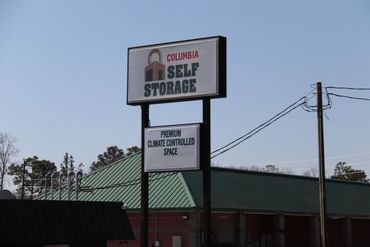 COLUMBIA
SELF
STORAGE
PREMIUM
CLIMATE CONTROLLED
SPACE